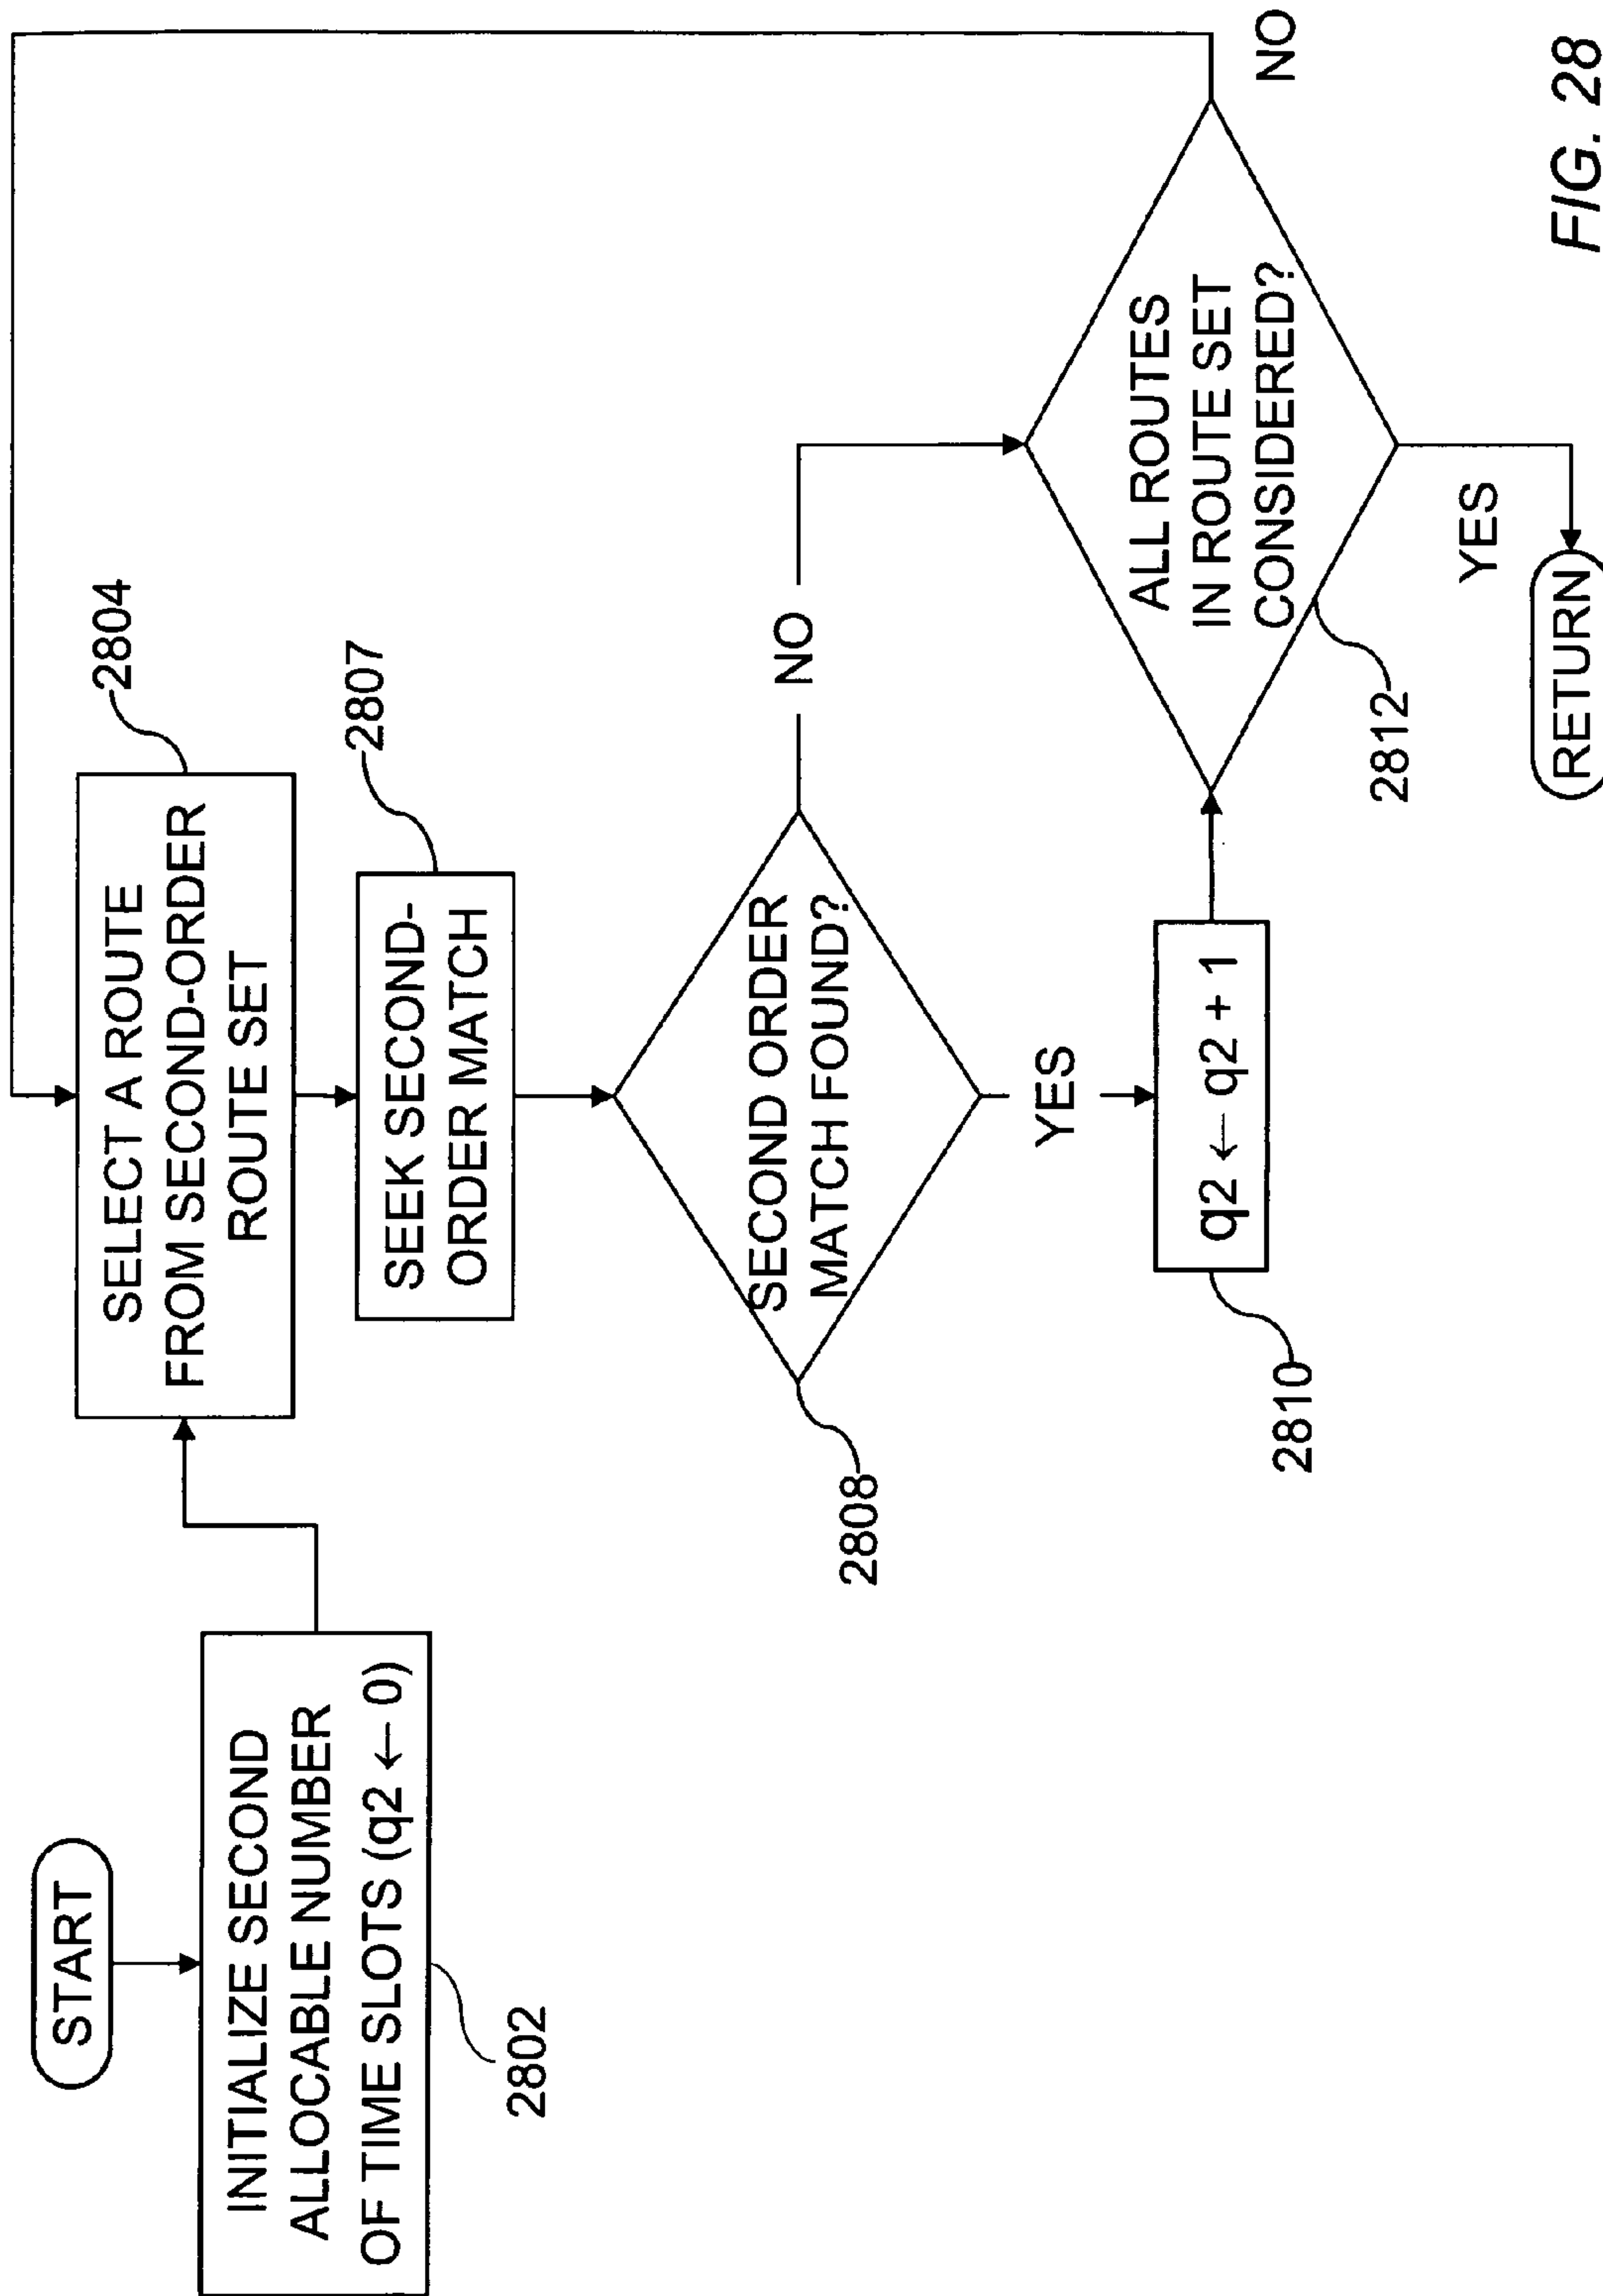 START
INITIALIZE SECOND
ALLOCABLE NUMBER
OF TIME SLOTS (q2 ← 0)
2802
SELECT A ROUTE
FROM SECOND-ORDER
ROUTE SET
2804
SEEK SECOND-
ORDER MATCH
2807
SECOND ORDER
MATCH FOUND?
2808
NO
YES
q2 ← q2 + 1
2810
ALL ROUTES
IN ROUTE SET
CONSIDERED?
2812
NO
YES
RETURN
FIG. 28